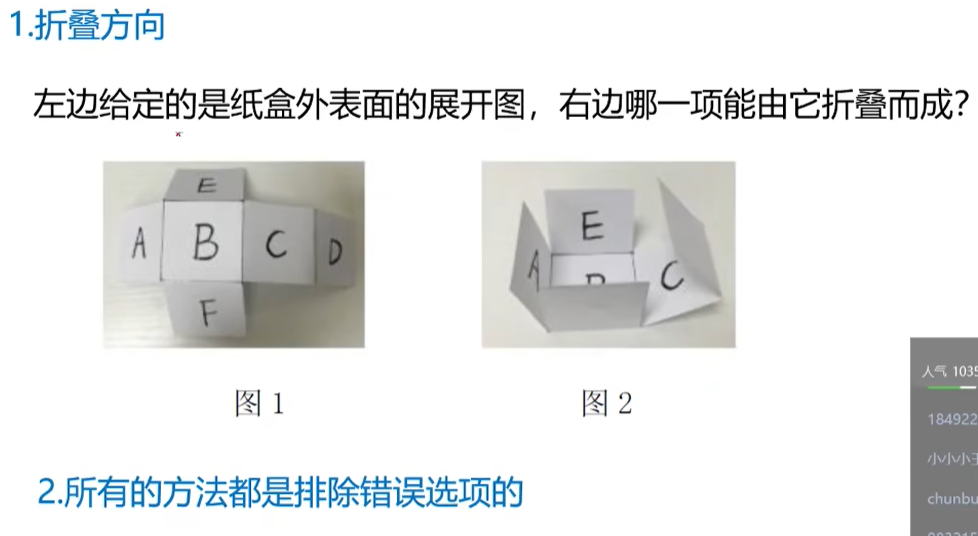 1.折叠方向
左边给定的是纸盒外表面的展开图，右边哪一项能由它折叠而成?
E
A B C D
F
E
A C
图 1
图 2
人气 1035
184922
小小小王
chunbu
2.所有的方法都是排除错误选项的